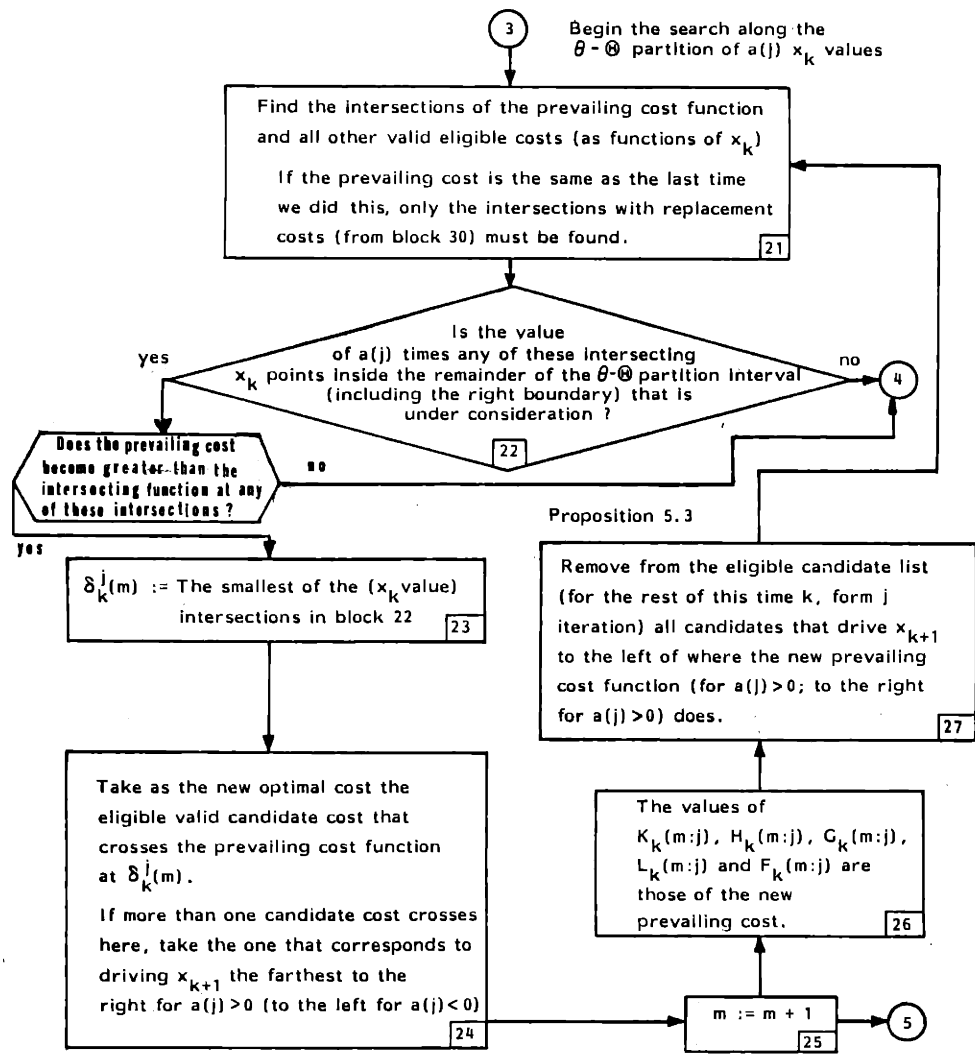 3
Begin the search along the
θ - Θ partition of a(j) x_k values
Find the intersections of the prevailing cost function
and all other valid eligible costs (as functions of x_k)
If the prevailing cost is the same as the last time
we did this, only the intersections with replacement
costs (from block 30) must be found.
21
Is the value
of a(j) times any of these intersecting
x_k points inside the remainder of the θ-Θ partition interval
(including the right boundary) that is
under consideration ?
22
yes
no
4
Does the prevailing cost
become greater than the
intersecting function at any
of these intersections ?
no
yes
δ_k^j(m) := The smallest of the (x_k value)
intersections in block 22
23
Take as the new optimal cost the
eligible valid candidate cost that
crosses the prevailing cost function
at δ_k^j(m).
If more than one candidate cost crosses
here, take the one that corresponds to
driving x_{k+1} the farthest to the
right for a(j) >0 (to the left for a(j)<0)
24
m := m + 1
25
5
The values of
K_k(m:j), H_k(m:j), G_k(m:j),
L_k(m:j) and F_k(m:j) are
those of the new
prevailing cost.
26
Proposition 5.3
Remove from the eligible candidate list
(for the rest of this time k, form j
iteration) all candidates that drive x_{k+1}
to the left of where the new prevailing
cost function (for a(j)>0; to the right
for a(j) >0) does.
27